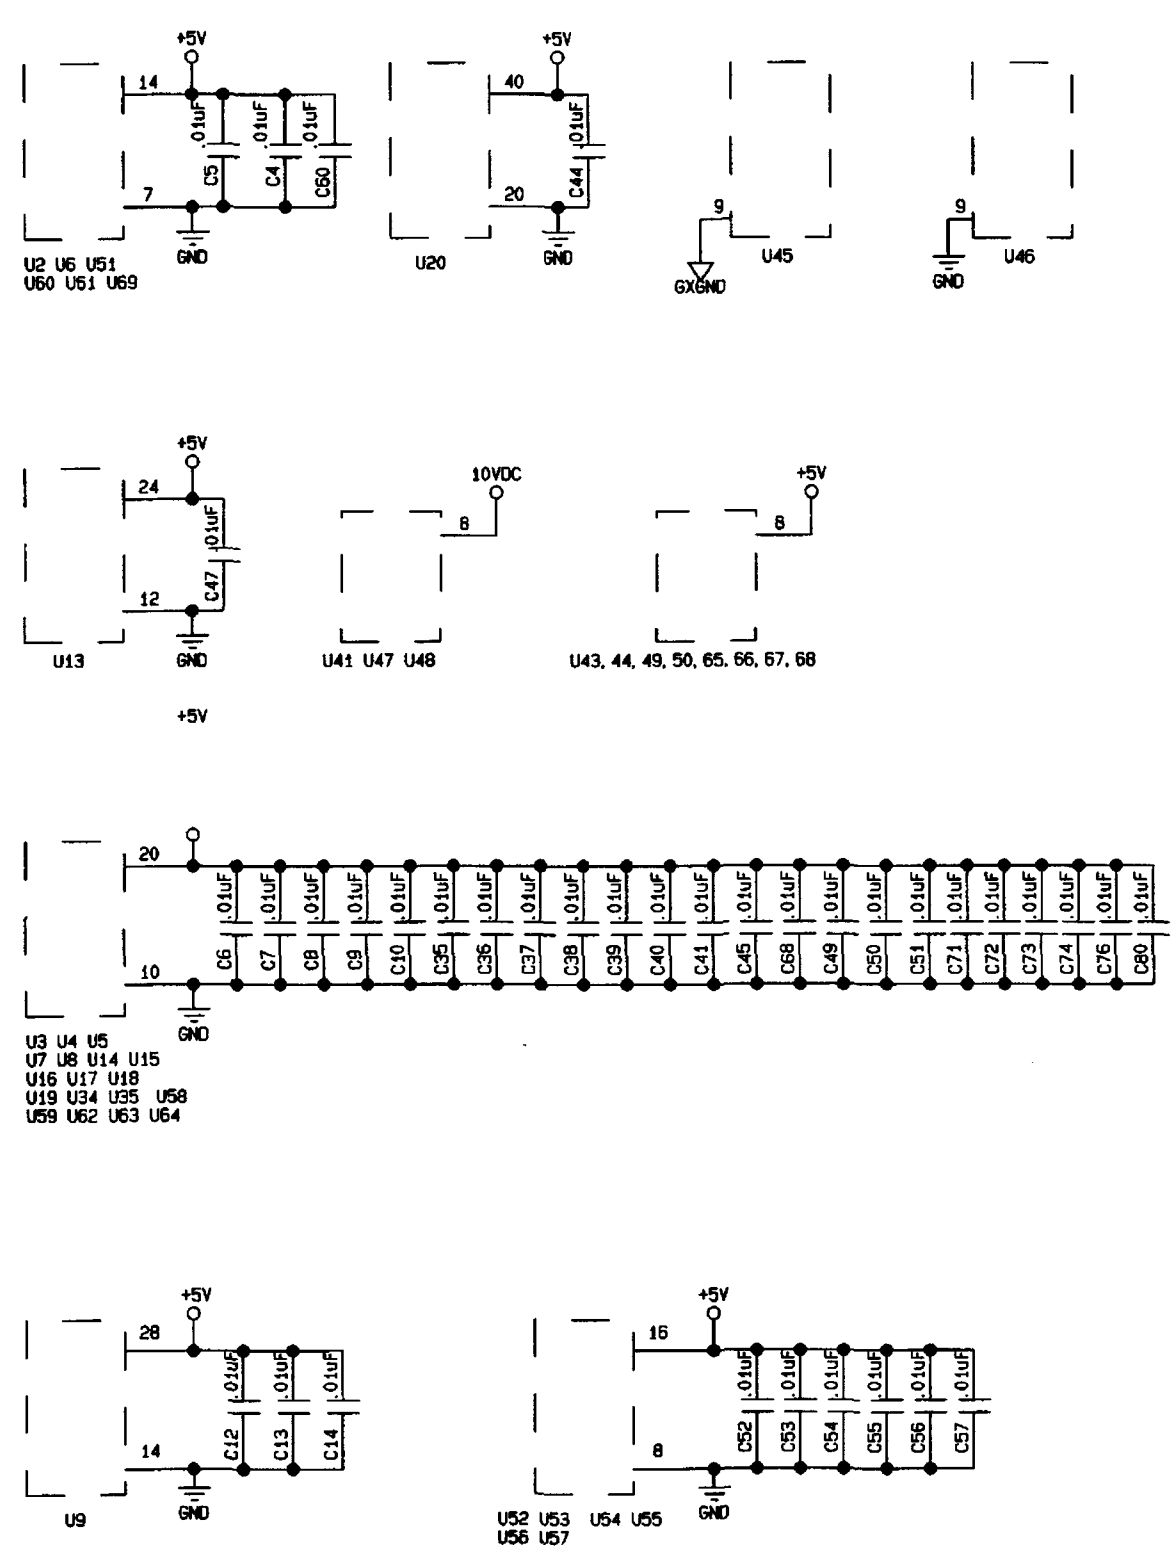 +5V
14
.01uF
.01uF
.01uF
C5
C4
C60
7
GND
U2 U6 U51
U60 U61 U69
+5V
40
.01uF
C44
20
GND
U20
9
GXGND
U45
9
GND
U46
+5V
24
.01uF
C47
12
GND
U13
10VDC
8
U41 U47 U48
+5V
8
U43, 44, 49, 50, 65, 66, 67, 68
+5V
20
.01uF .01uF .01uF .01uF .01uF .01uF .01uF .01uF .01uF .01uF .01uF .01uF .01uF .01uF .01uF .01uF .01uF .01uF .01uF .01uF .01uF .01uF .01uF
C6 C7 C8 C9 C10 C35 C36 C37 C38 C39 C40 C41 C45 C68 C49 C50 C51 C71 C72 C73 C74 C76 C80
10
GND
U3 U4 U5
U7 U8 U14 U15
U16 U17 U18
U19 U34 U35 U58
U59 U62 U63 U64
+5V
28
.01uF .01uF .01uF
C12 C13 C14
14
GND
U9
+5V
16
.01uF .01uF .01uF .01uF .01uF .01uF
C52 C53 C54 C55 C56 C57
8
GND
U52 U53 U54 U55
U56 U57